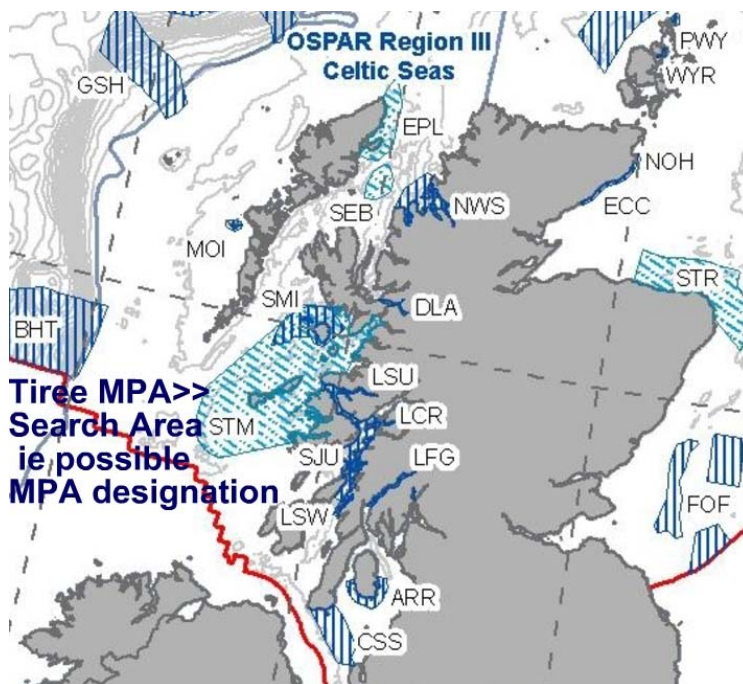 OSPAR Region III
Celtic Seas
PWY
WYR
GSH
EPL
NOH
SEB
NWS
ECC
MOI
STR
SMI
DLA
BHT
LSU
Tiree MPA>>
Search Area
ie possible
MPA designation
STM
LCR
SJU
LFG
LSW
FOF
ARR
CSS